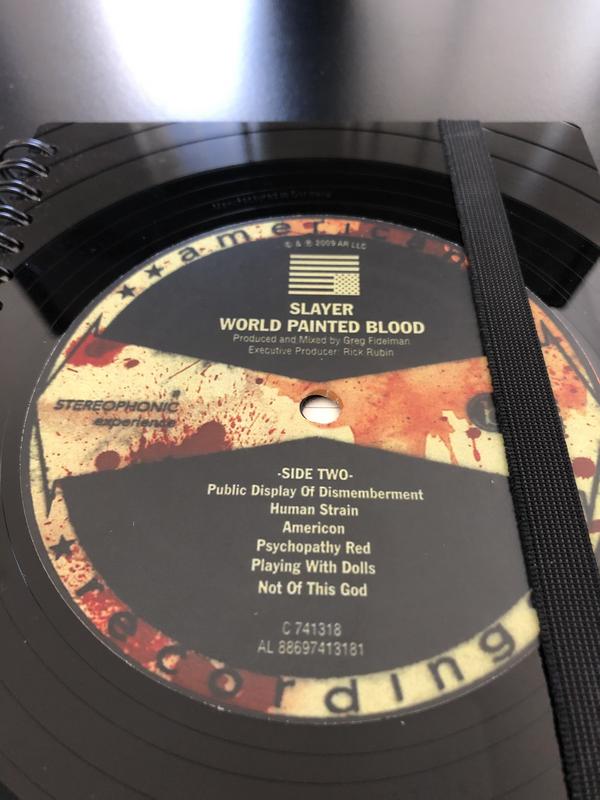 american
© & ℗ 2009 AR LLC
SLAYER
WORLD PAINTED BLOOD
Produced and Mixed by Greg Fidelman
Executive Producer: Rick Rubin
STEREOPHONIC
experience
-SIDE TWO-
Public Display Of Dismemberment
Human Strain
Americon
Psychopathy Red
Playing With Dolls
Not Of This God
C 741318
AL 88697413181
recordings